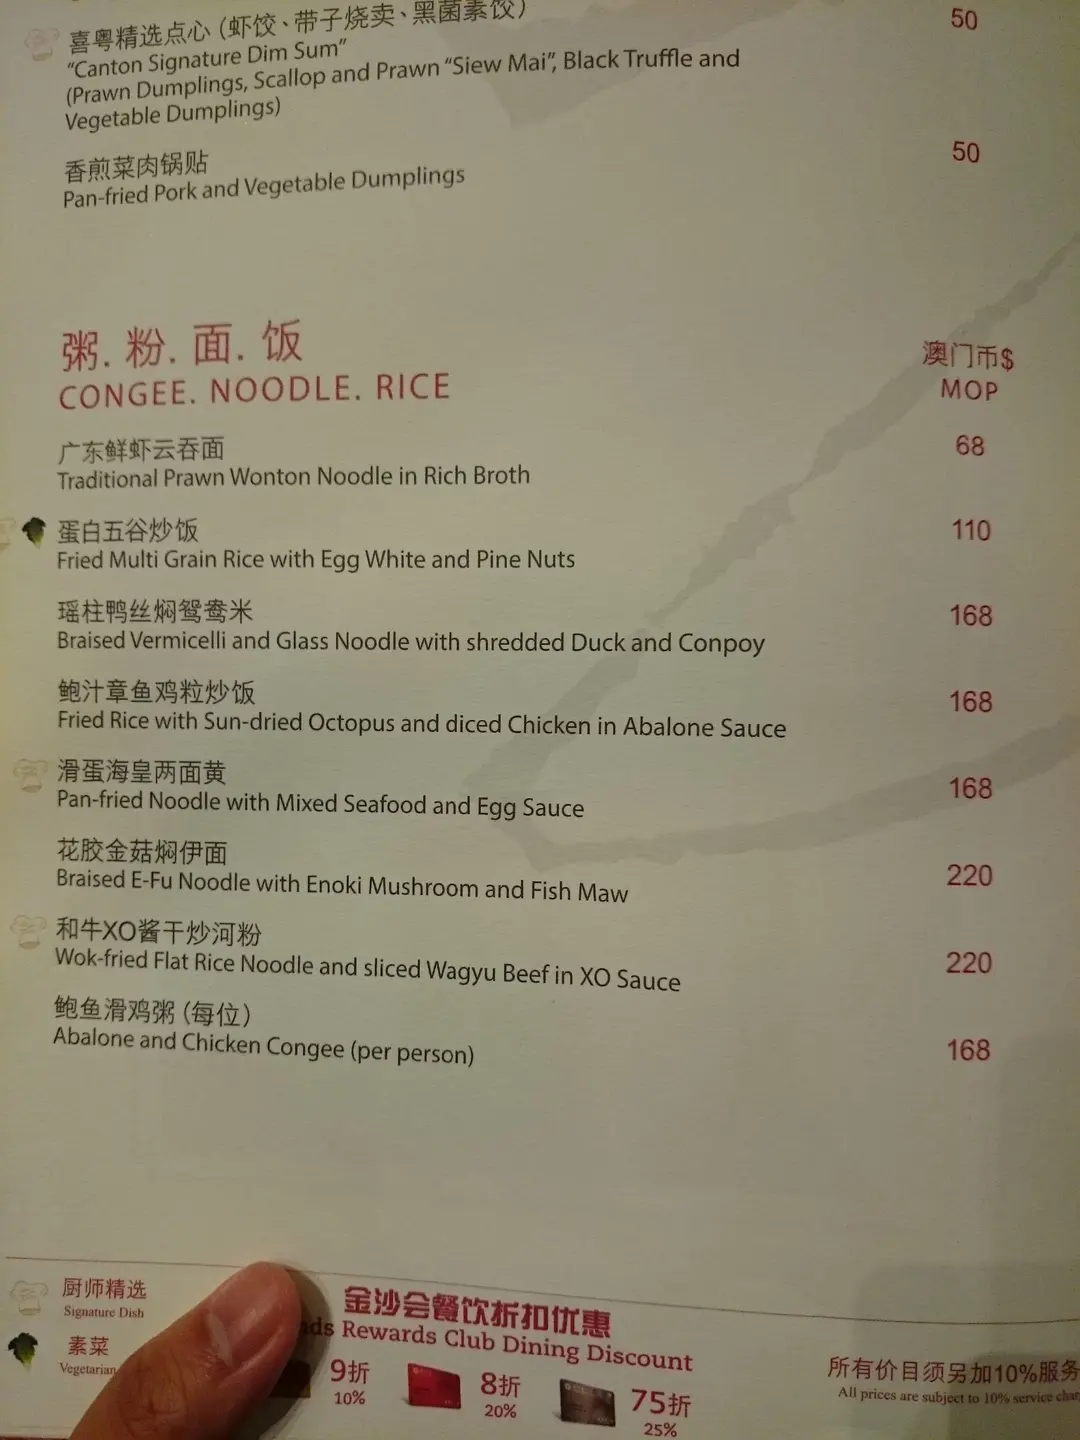 喜粤精选点心（虾饺、带子烧卖、黑菌素饺）
50
"Canton Signature Dim Sum"
(Prawn Dumplings, Scallop and Prawn "Siew Mai", Black Truffle and
Vegetable Dumplings)
香煎菜肉锅贴
50
Pan-fried Pork and Vegetable Dumplings
粥. 粉. 面. 饭
澳门币$
CONGEE. NOODLE. RICE
MOP
广东鲜虾云吞面
68
Traditional Prawn Wonton Noodle in Rich Broth
蛋白五谷炒饭
110
Fried Multi Grain Rice with Egg White and Pine Nuts
瑶柱鸭丝焖鸳鸯米
168
Braised Vermicelli and Glass Noodle with shredded Duck and Conpoy
鲍汁章鱼鸡粒炒饭
168
Fried Rice with Sun-dried Octopus and diced Chicken in Abalone Sauce
滑蛋海皇两面黄
168
Pan-fried Noodle with Mixed Seafood and Egg Sauce
花胶金菇焖伊面
220
Braised E-Fu Noodle with Enoki Mushroom and Fish Maw
和牛XO酱干炒河粉
220
Wok-fried Flat Rice Noodle and sliced Wagyu Beef in XO Sauce
鲍鱼滑鸡粥（每位）
168
Abalone and Chicken Congee (per person)
厨师精选
Signature Dish
素菜
Vegetarian
金沙会餐饮折扣优惠
Rewards Club Dining Discount
9折
10%
8折
20%
75折
25%
所有价目须另加10%服务
All prices are subject to 10% service